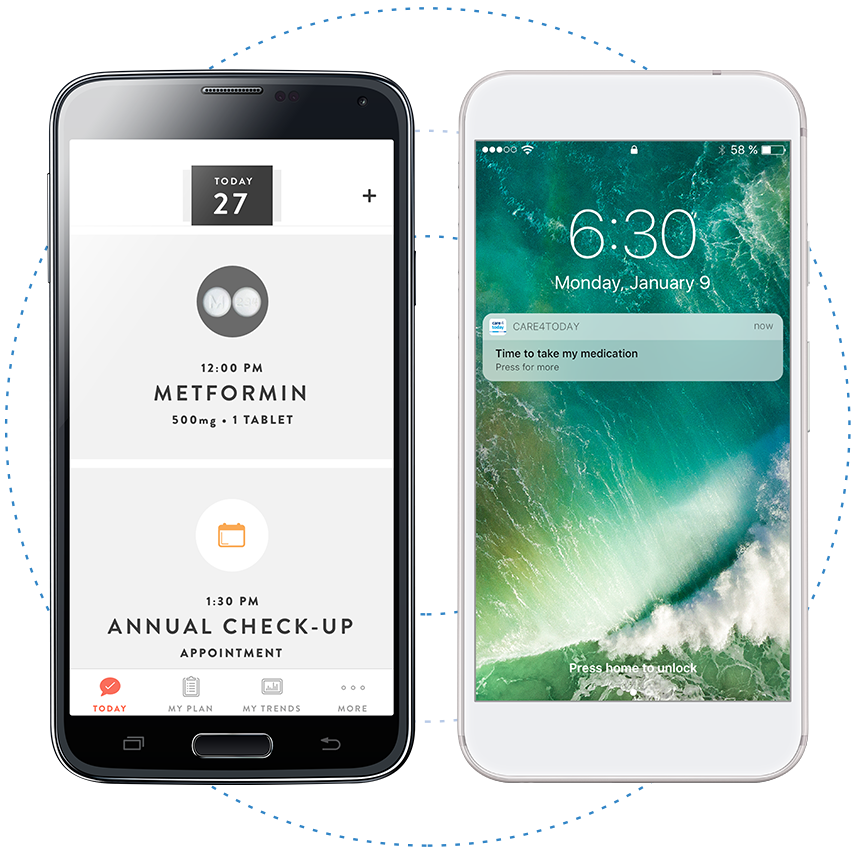 TODAY
27
+
12:00 PM
METFORMIN
500mg • 1 TABLET
1:30 PM
ANNUAL CHECK-UP
APPOINTMENT
TODAY
MY PLAN
MY TRENDS
MORE
58 %
6:30
Monday, January 9
care4
today
CARE4TODAY
now
Time to take my medication
Press for more
Press home to unlock